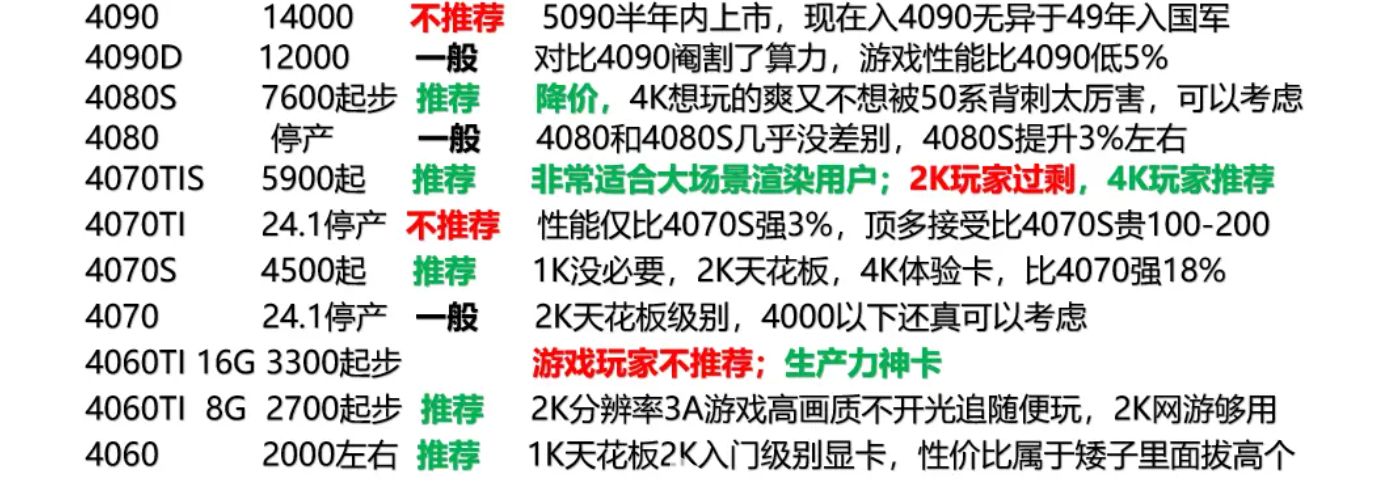 4090 14000 不推荐 5090半年内上市，现在入4090无异于49年入国军
4090D 12000 一般 对比4090阉割了算力，游戏性能比4090低5%
4080S 7600起步 推荐 降价，4K想玩的爽又不想被50系背刺太厉害，可以考虑
4080 停产 一般 4080和4080S几乎没差别，4080S提升3%左右
4070TIS 5900起 推荐 非常适合大场景渲染用户；2K玩家过剩，4K玩家推荐
4070TI 24.1停产 不推荐 性能仅比4070S强3%，顶多接受比4070S贵100-200
4070S 4500起 推荐 1K没必要，2K天花板，4K体验卡，比4070强18%
4070 24.1停产 一般 2K天花板级别，4000以下还真可以考虑
4060TI 16G 3300起步 游戏玩家不推荐；生产力神卡
4060TI 8G 2700起步 推荐 2K分辨率3A游戏高画质不开光追随便玩，2K网游够用
4060 2000左右 推荐 1K天花板2K入门级别显卡，性价比属于矮子里面拔高个